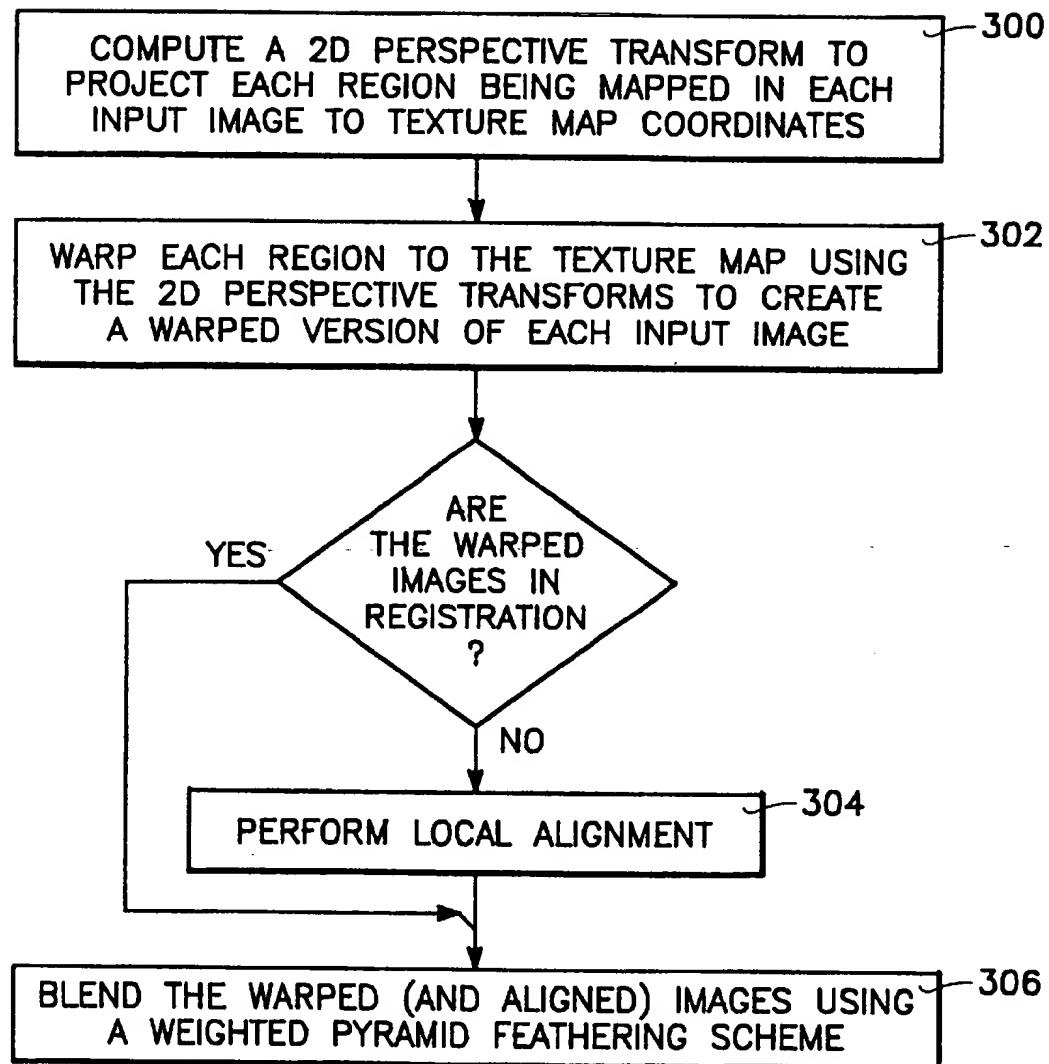 COMPUTE A 2D PERSPECTIVE TRANSFORM TO
PROJECT EACH REGION BEING MAPPED IN EACH
INPUT IMAGE TO TEXTURE MAP COORDINATES
300
WARP EACH REGION TO THE TEXTURE MAP USING
THE 2D PERSPECTIVE TRANSFORMS TO CREATE
A WARPED VERSION OF EACH INPUT IMAGE
302
ARE
THE WARPED
IMAGES IN
REGISTRATION
?
YES
NO
PERFORM LOCAL ALIGNMENT
304
BLEND THE WARPED (AND ALIGNED) IMAGES USING
A WEIGHTED PYRAMID FEATHERING SCHEME
306